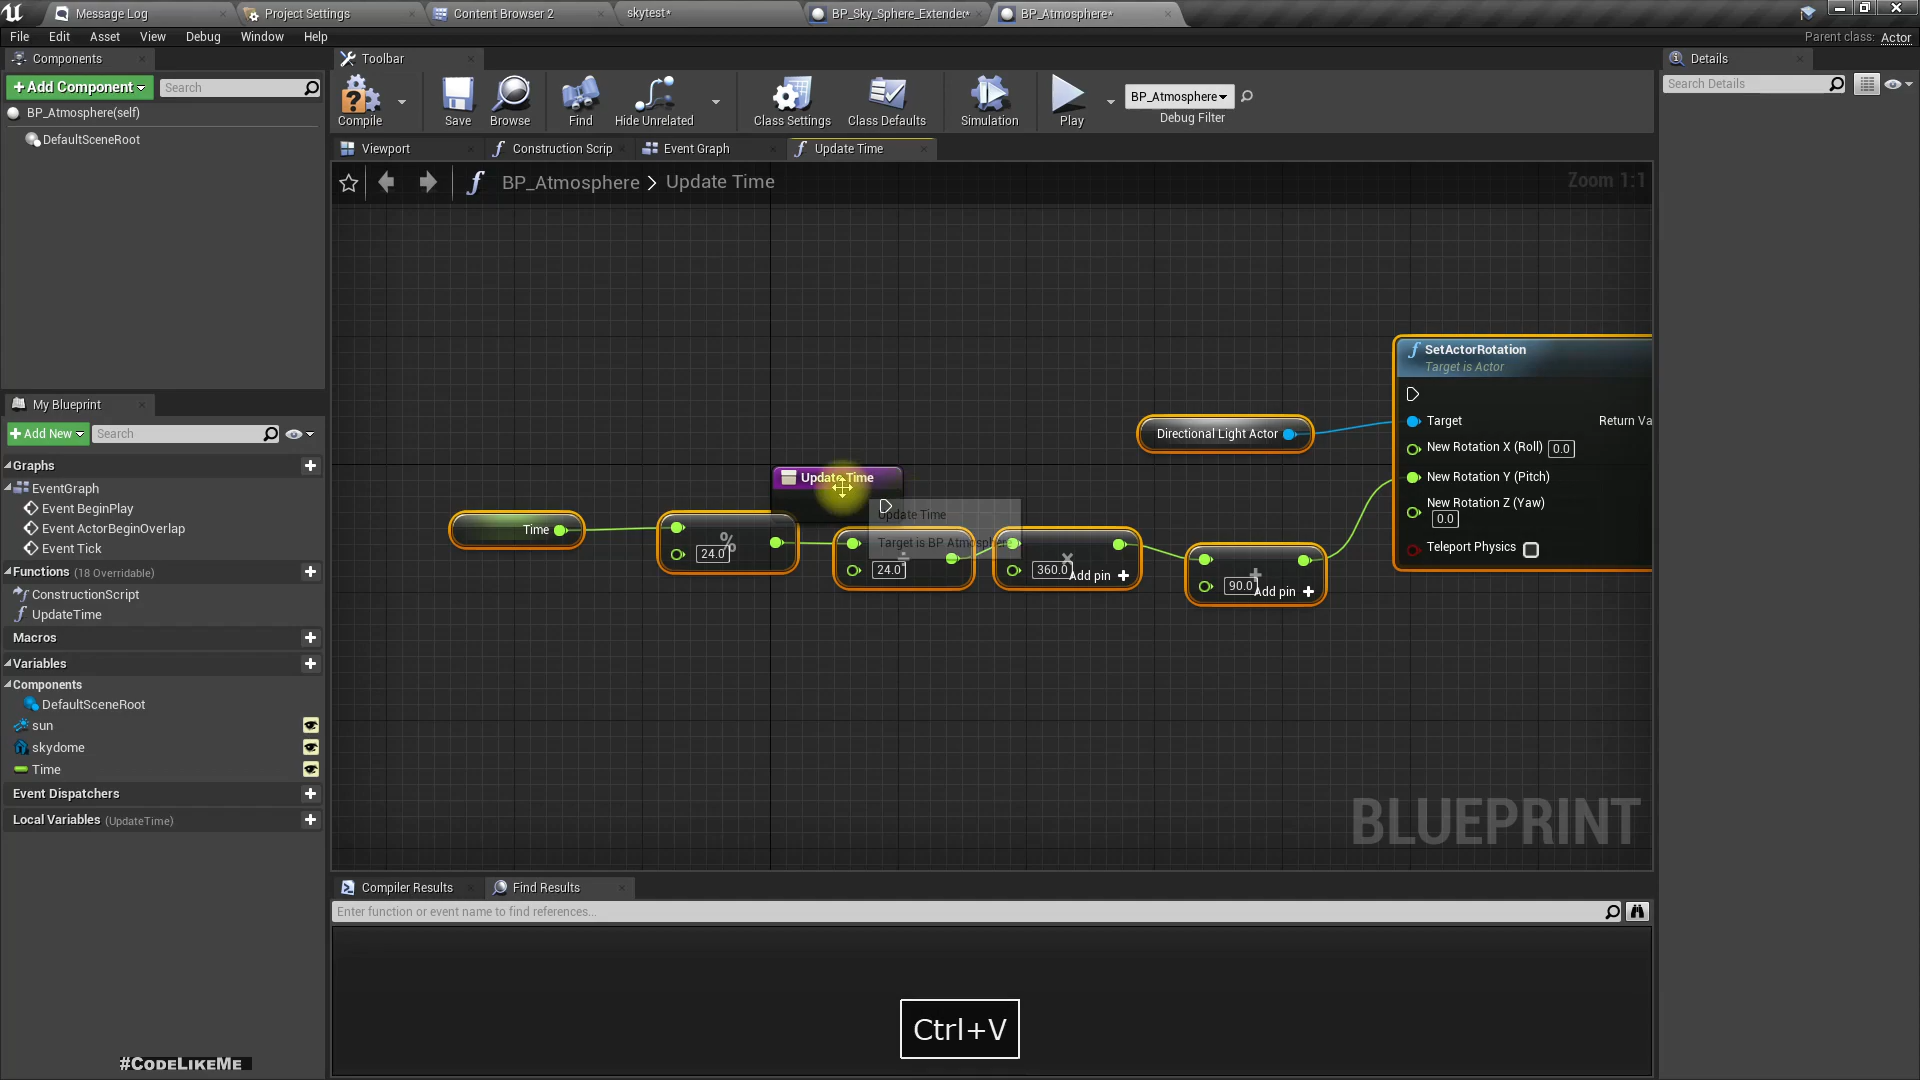 Message Log
Project Settings
Content Browser 2
skytest*
BP_Sky_Sphere_Extended*
BP_Atmosphere*
File Edit Asset View Debug Window Help
Parent class: Actor
Components
Toolbar
Details
+Add Component
Search
BP_Atmosphere(self)
DefaultSceneRoot
Compile
Save
Browse
Find
Hide Unrelated
Class Settings
Class Defaults
Simulation
Play
BP_Atmosphere
Debug Filter
Search Details
Viewport
Construction Scrip
Event Graph
Update Time
BP_Atmosphere > Update Time
Zoom 1:1
SetActorRotation
Target is Actor
Target
Return Va
New Rotation X (Roll) 0.0
New Rotation Y (Pitch)
New Rotation Z (Yaw)
0.0
Teleport Physics
Directional Light Actor
Update Time
Update Time
Target is BP Atmosphere
Time
%
24.0
÷
24.0
×
360.0
Add pin +
+
90.0
Add pin +
BLUEPRINT
My Blueprint
+Add New
Search
Graphs
EventGraph
Event BeginPlay
Event ActorBeginOverlap
Event Tick
Functions (18 Overridable)
ConstructionScript
UpdateTime
Macros
Variables
Components
DefaultSceneRoot
sun
skydome
Time
Event Dispatchers
Local Variables (UpdateTime)
Compiler Results
Find Results
Enter function or event name to find references...
Ctrl+V
#CodeLikeMe